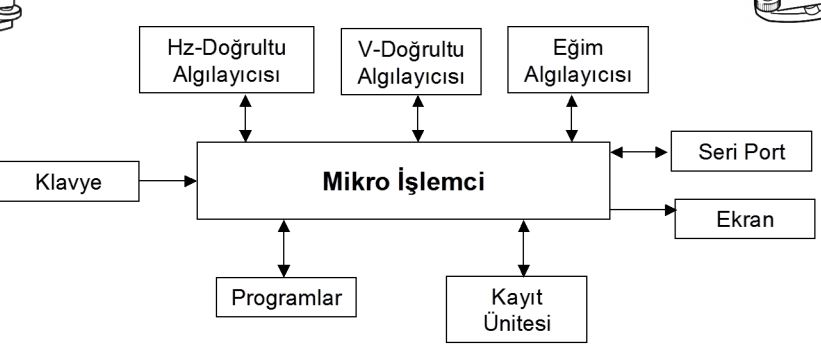 Hz-Doğrultu
Algılayıcısı
V-Doğrultu
Algılayıcısı
Eğim
Algılayıcısı
Klavye
Mikro İşlemci
Seri Port
Ekran
Programlar
Kayıt
Ünitesi